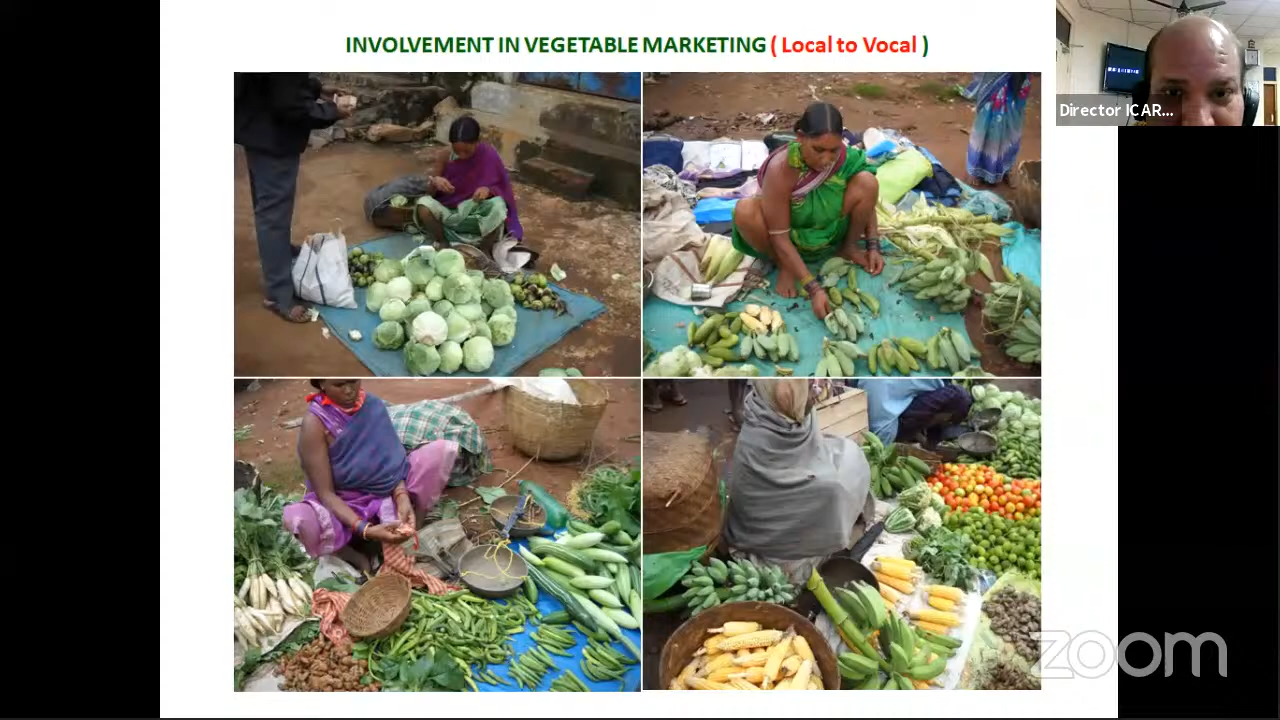 INVOLVEMENT IN VEGETABLE MARKETING ( Local to Vocal )
Director ICAR...
zoom